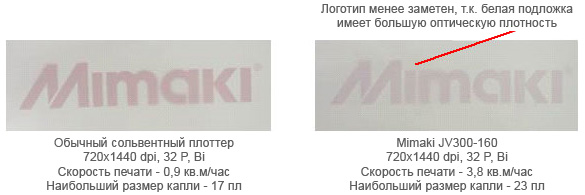 Логотип менее заметен, т.к. белая подложка
имеет большую оптическую плотность
Mimaki
Mimaki
Обычный сольвентный плоттер
720x1440 dpi, 32 P, Bi
Скорость печати - 0,9 кв.м/час
Наибольший размер капли - 17 пл
Mimaki JV300-160
720x1440 dpi, 32 P, Bi
Скорость печати - 3,8 кв.м/час
Наибольший размер капли - 23 пл